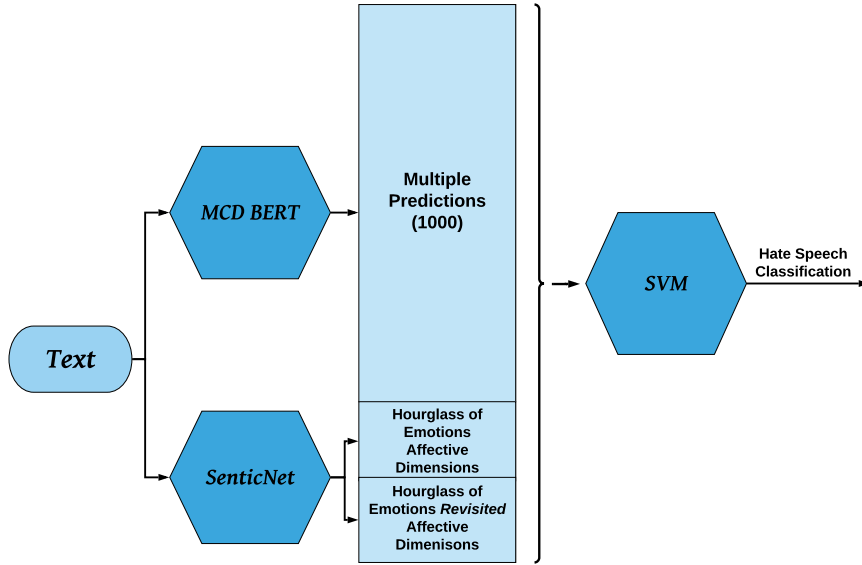 Text
MCD BERT
SenticNet
Multiple
Predictions
(1000)
Hourglass of
Emotions
Affective
Dimensions
Hourglass of
Emotions Revisited
Affective
Dimenisons
SVM
Hate Speech
Classification